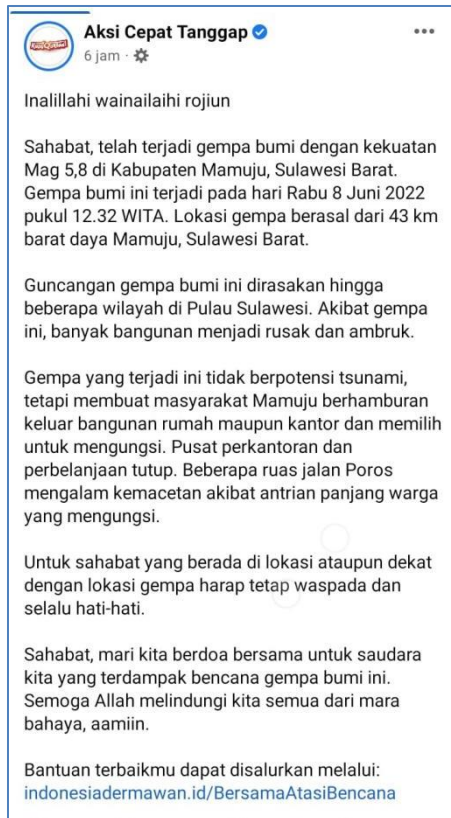 Aksi Cepat Tanggap
6 jam ·
Inalillahi wainailaihi rojiun
Sahabat, telah terjadi gempa bumi dengan kekuatan
Mag 5,8 di Kabupaten Mamuju, Sulawesi Barat.
Gempa bumi ini terjadi pada hari Rabu 8 Juni 2022
pukul 12.32 WITA. Lokasi gempa berasal dari 43 km
barat daya Mamuju, Sulawesi Barat.
Guncangan gempa bumi ini dirasakan hingga
beberapa wilayah di Pulau Sulawesi. Akibat gempa
ini, banyak bangunan menjadi rusak dan ambruk.
Gempa yang terjadi ini tidak berpotensi tsunami,
tetapi membuat masyarakat Mamuju berhamburan
keluar bangunan rumah maupun kantor dan memilih
untuk mengungsi. Pusat perkantoran dan
perbelanjaan tutup. Beberapa ruas jalan Poros
mengalam kemacetan akibat antrian panjang warga
yang mengungsi.
Untuk sahabat yang berada di lokasi ataupun dekat
dengan lokasi gempa harap tetap waspada dan
selalu hati-hati.
Sahabat, mari kita berdoa bersama untuk saudara
kita yang terdampak bencana gempa bumi ini.
Semoga Allah melindungi kita semua dari mara
bahaya, aamiin.
Bantuan terbaikmu dapat disalurkan melalui:
indonesiadermawan.id/BersamaAtasiBencana